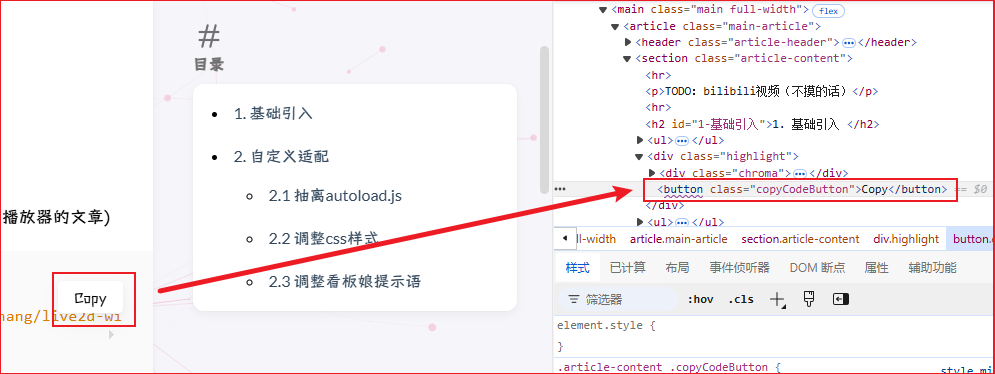 播放器的文章)
Copy
hang/live2d-wi
#
目录
1. 基础引入
2. 自定义适配
2.1 抽离autoload.js
2.2 调整css样式
2.3 调整看板娘提示语
<main class="main full-width"> flex
<article class="main-article">
<header class="article-header"> ••• </header>
<section class="article-content">
<hr>
<p>TODO: bilibili视频（不摸的话）</p>
<hr>
<h2 id="1-基础引入">1. 基础引入 </h2>
<ul> ••• </ul>
<div class="highlight">
<div class="chroma"> ••• </div>
••• <button class="copyCodeButton">Copy</button> == $0
</div>
<ul> ••• </ul>
ll-width article.main-article section.article-content div.highlight button.
样式 已计算 布局 事件侦听器 DOM 断点 属性 辅助功能
筛选器 :hov .cls
element.style {
}
.article-content .copyCodeButton { style.mi